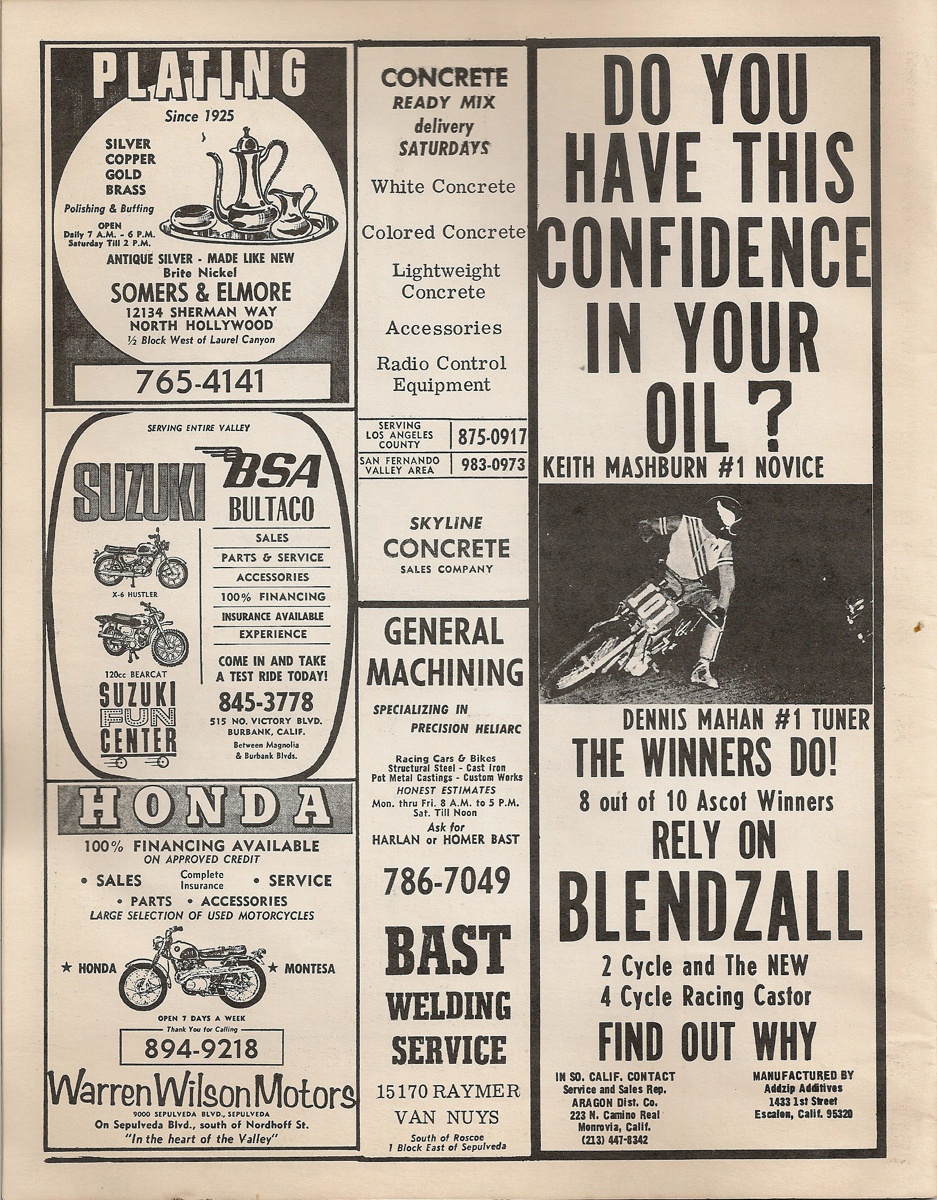 PLATING
Since 1925
SILVER
COPPER
GOLD
BRASS
Polishing & Buffing
OPEN
Daily 7 A.M. - 6 P.M.
Saturday Till 2 P.M.
ANTIQUE SILVER - MADE LIKE NEW
Brite Nickel
SOMERS & ELMORE
12134 SHERMAN WAY
NORTH HOLLYWOOD
½ Block West of Laurel Canyon
765-4141
SERVING ENTIRE VALLEY
SUZUKI
BSA
BULTACO
X-6 HUSTLER
120cc BEARCAT
SUZUKI
FUN
CENTER
SALES
PARTS & SERVICE
ACCESSORIES
100% FINANCING
INSURANCE AVAILABLE
EXPERIENCE
COME IN AND TAKE
A TEST RIDE TODAY!
845-3778
515 NO. VICTORY BLVD.
BURBANK, CALIF.
Between Magnolia
& Burbank Blvds.
HONDA
100% FINANCING AVAILABLE
ON APPROVED CREDIT
• SALES Complete Insurance • SERVICE
• PARTS • ACCESSORIES
LARGE SELECTION OF USED MOTORCYCLES
★ HONDA ★ MONTESA
OPEN 7 DAYS A WEEK
Thank You for Calling
894-9218
Warren Wilson Motors
9000 SEPULVEDA BLVD., SEPULVEDA
On Sepulveda Blvd., south of Nordhoff St.
"In the heart of the Valley"
CONCRETE
READY MIX
delivery
SATURDAYS
White Concrete
Colored Concrete
Lightweight
Concrete
Accessories
Radio Control
Equipment
SERVING
LOS ANGELES
COUNTY
875-0917
SAN FERNANDO
VALLEY AREA
983-0973
SKYLINE
CONCRETE
SALES COMPANY
GENERAL
MACHINING
SPECIALIZING IN
PRECISION HELIARC
Racing Cars & Bikes
Structural Steel - Cast Iron
Pot Metal Castings - Custom Works
HONEST ESTIMATES
Mon. thru Fri. 8 A.M. to 5 P.M.
Sat. Till Noon
Ask for
HARLAN or HOMER BAST
786-7049
BAST
WELDING
SERVICE
15170 RAYMER
VAN NUYS
South of Roscoe
1 Block East of Sepulveda
DO YOU
HAVE THIS
CONFIDENCE
IN YOUR
OIL?
KEITH MASHBURN #1 NOVICE
DENNIS MAHAN #1 TUNER
THE WINNERS DO!
8 out of 10 Ascot Winners
RELY ON
BLENDZALL
2 Cycle and The NEW
4 Cycle Racing Castor
FIND OUT WHY
IN SO. CALIF. CONTACT
Service and Sales Rep.
ARAGON Dist. Co.
223 N. Camino Real
Monrovia, Calif.
(213) 447-8342
MANUFACTURED BY
Addzip Additives
1433 1st Street
Escalon, Calif. 95320